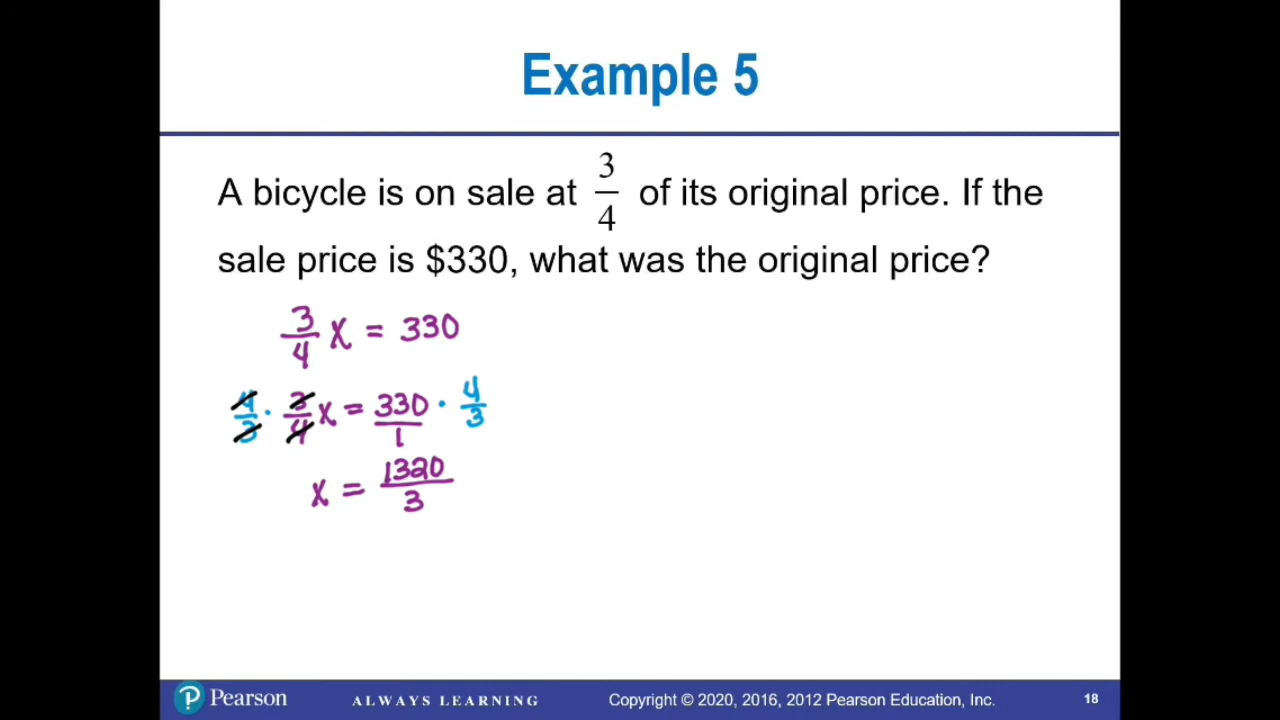 Example 5
A bicycle is on sale at 3/4 of its original price. If the
sale price is $330, what was the original price?
3/4 x = 330
4/3 · 3/4 x = 330/1 · 4/3
x = 1320/3
Pearson ALWAYS LEARNING Copyright © 2020, 2016, 2012 Pearson Education, Inc. 18